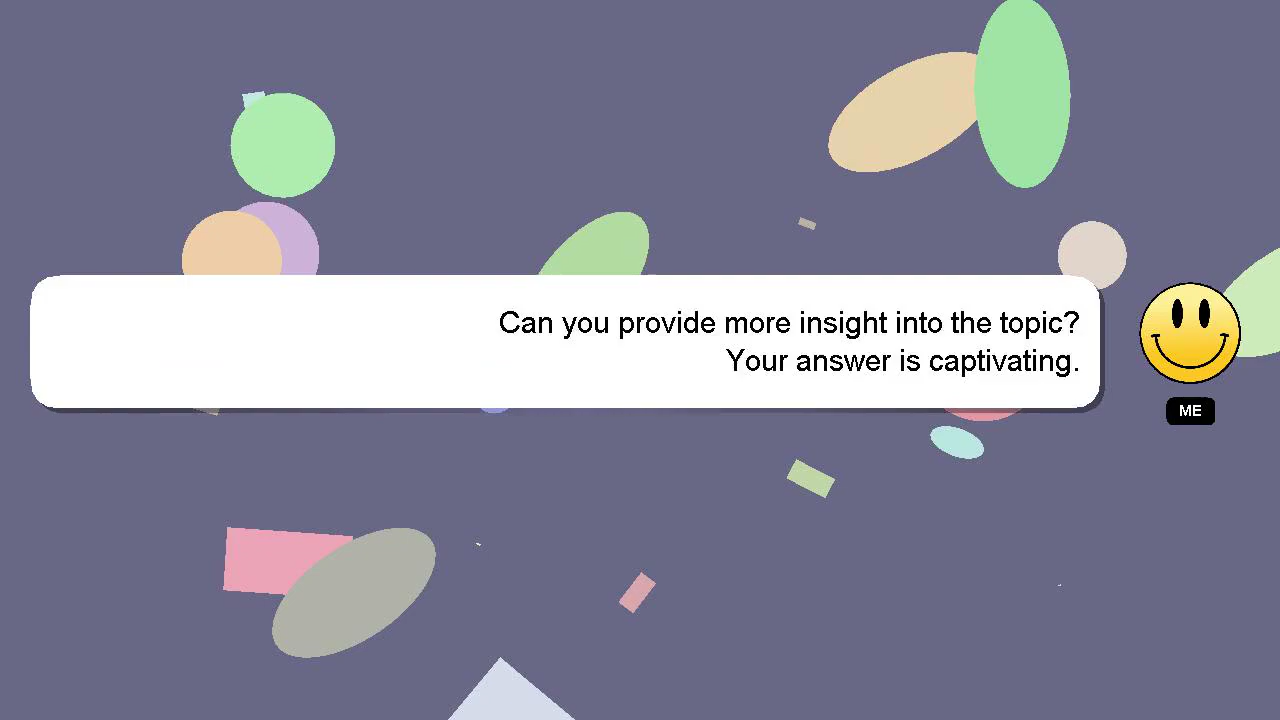 Can you provide more insight into the topic?
Your answer is captivating.
ME